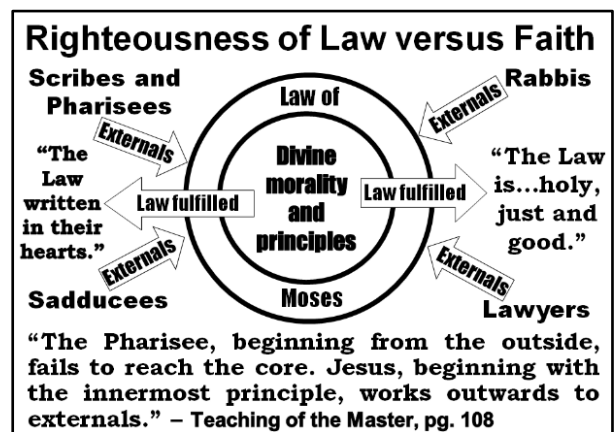 Righteousness of Law versus Faith
Scribes and
Pharisees
Rabbis
Externals
Externals
Law of
Moses
Divine
morality
and
principles
“The
Law
written
in their
hearts.”
Law fulfilled
Law fulfilled
“The Law
is...holy,
just and
good.”
Externals
Externals
Sadducees
Lawyers
“The Pharisee, beginning from the outside,
fails to reach the core. Jesus, beginning with
the innermost principle, works outwards to
externals.” – Teaching of the Master, pg. 108